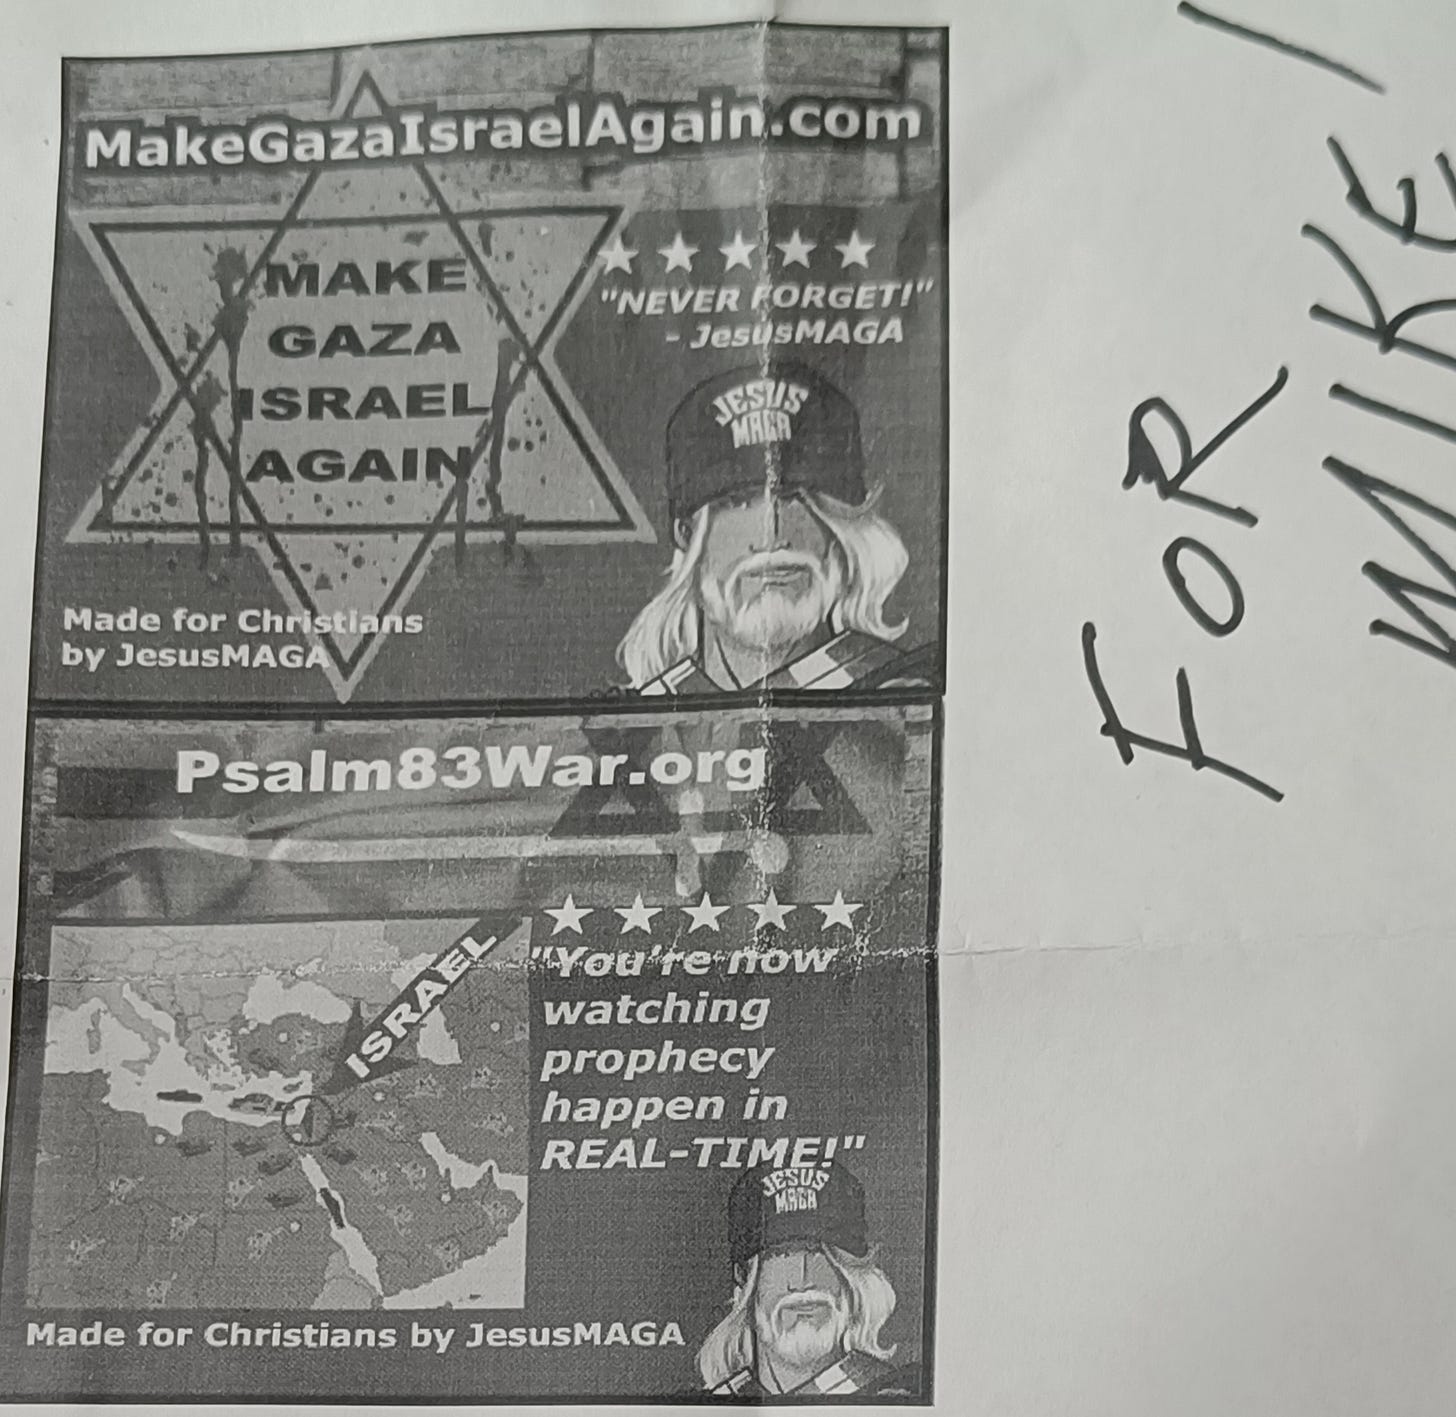 MakeGazaIsraelAgain.com
MAKE
GAZA
ISRAEL
AGAIN
"NEVER FORGET!"
- JesusMAGA
JESUS
MAGA
Made for Christians
by JesusMAGA
Psalm83War.org
ISRAEL
"You're now
watching
prophecy
happen in
REAL-TIME!"
JESUS
MAGA
Made for Christians by JesusMAGA
FOR
MIKE